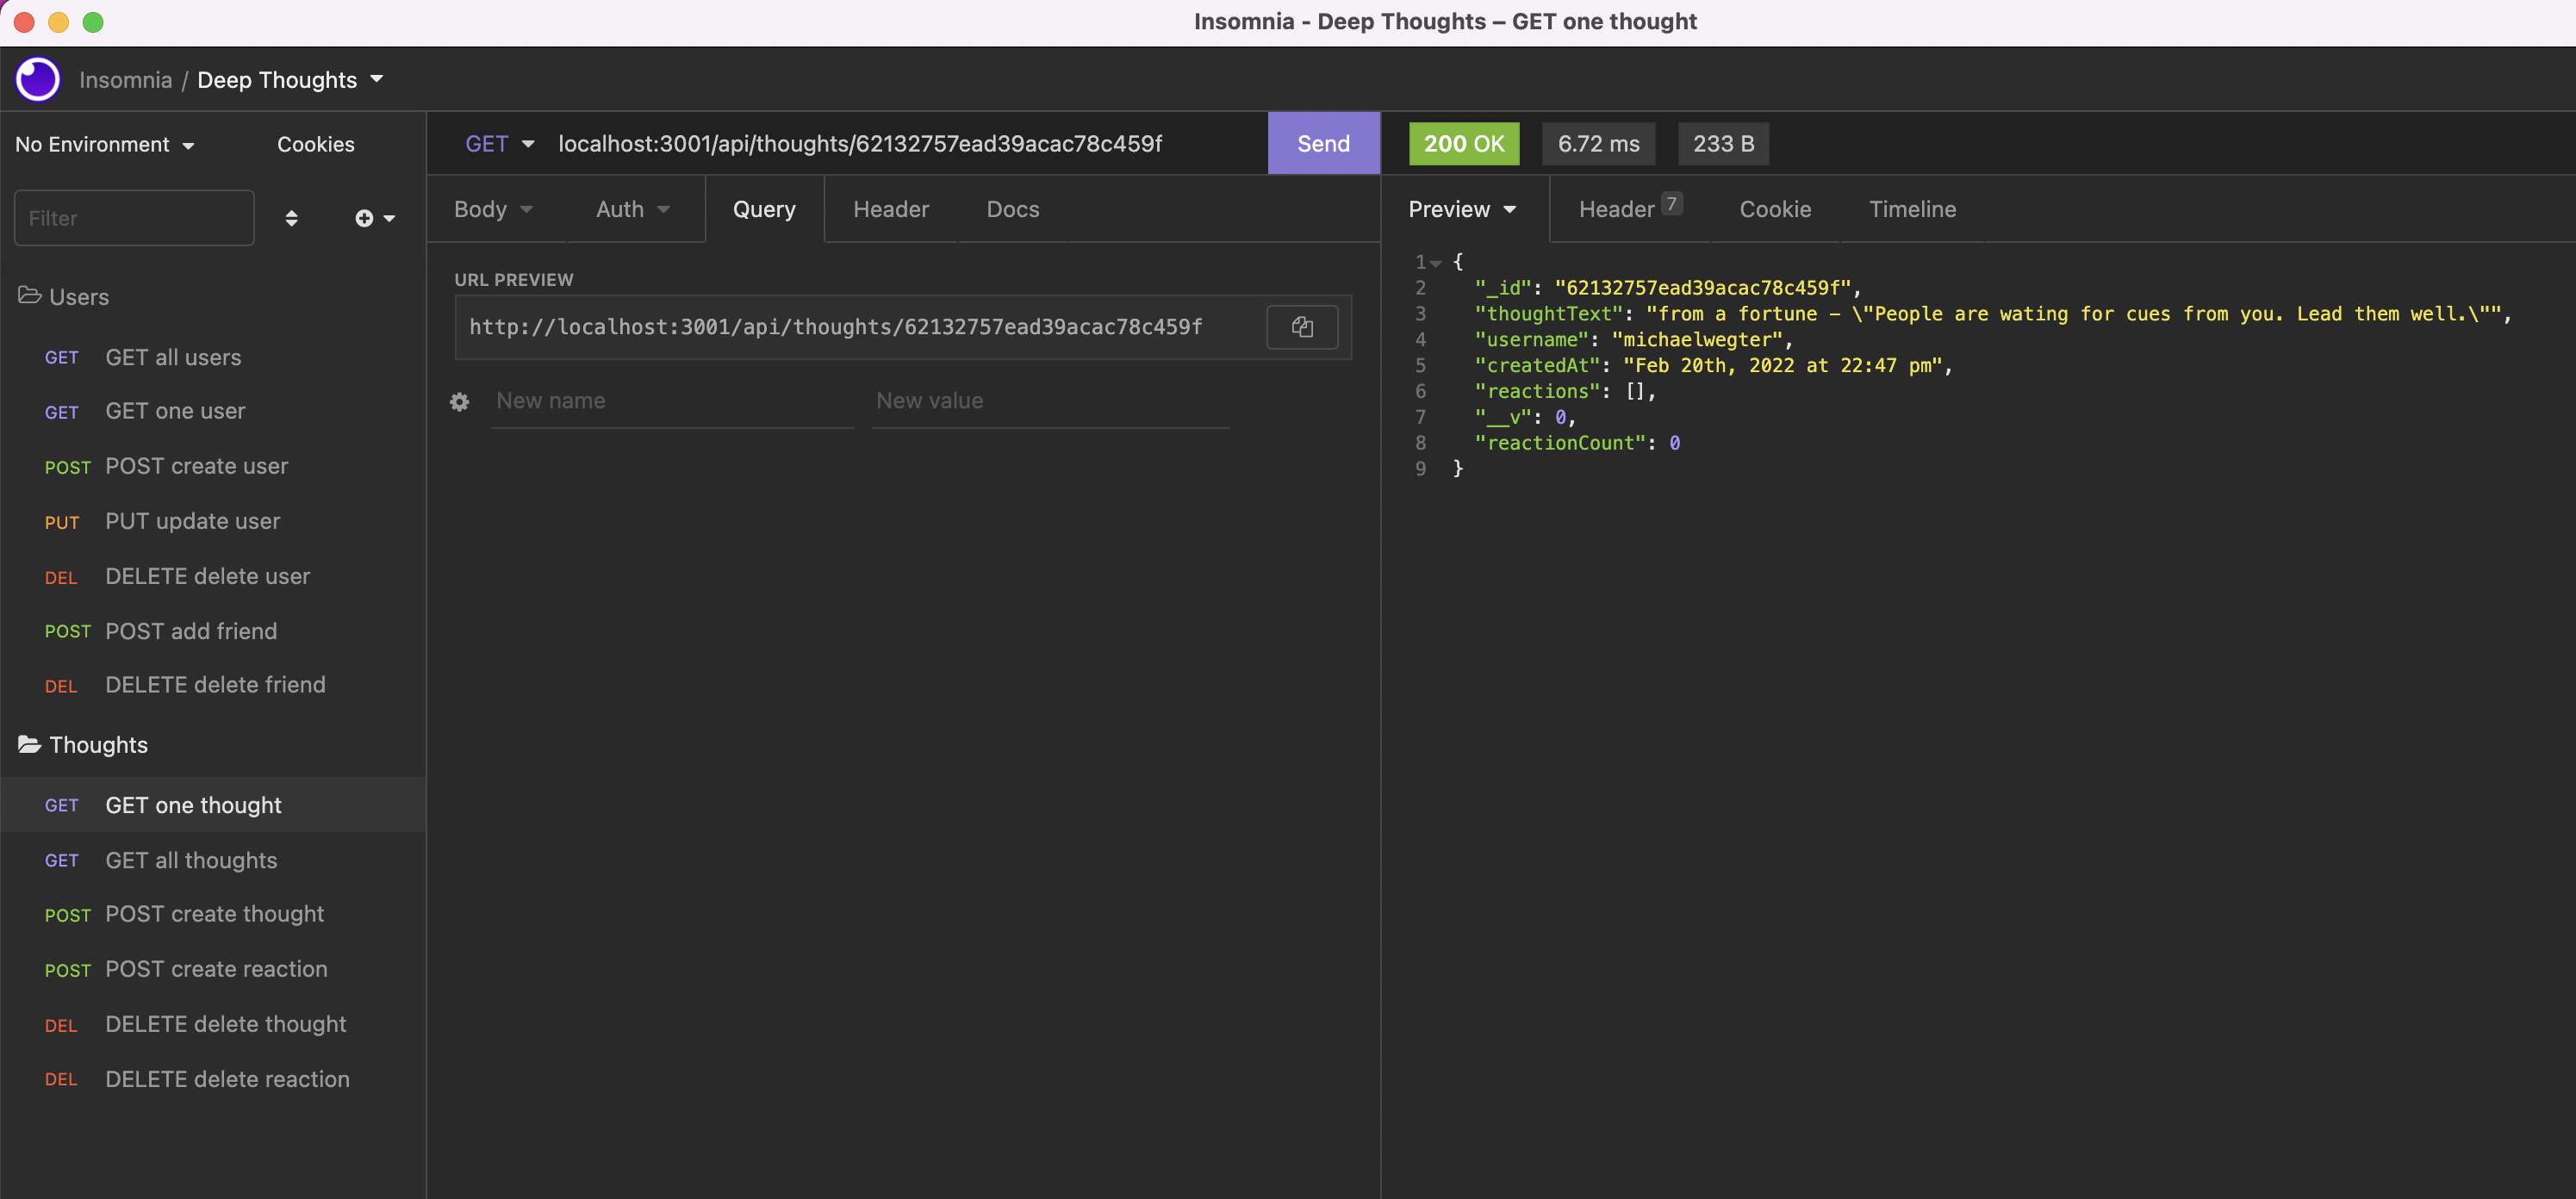 Insomnia - Deep Thoughts – GET one thought
Insomnia / Deep Thoughts
No Environment
Cookies
Filter
Users
GET GET all users
GET GET one user
POST POST create user
PUT PUT update user
DEL DELETE delete user
POST POST add friend
DEL DELETE delete friend
Thoughts
GET GET one thought
GET GET all thoughts
POST POST create thought
POST POST create reaction
DEL DELETE delete thought
DEL DELETE delete reaction
GET localhost:3001/api/thoughts/62132757ead39acac78c459f Send
Body Auth Query Header Docs
URL PREVIEW
http://localhost:3001/api/thoughts/62132757ead39acac78c459f
New name New value
200 OK 6.72 ms 233 B
Preview Header 7 Cookie Timeline
1 {
2 "_id": "62132757ead39acac78c459f",
3 "thoughtText": "from a fortune – \"People are wating for cues from you. Lead them well.\"",
4 "username": "michaelwegter",
5 "createdAt": "Feb 20th, 2022 at 22:47 pm",
6 "reactions": [],
7 "__v": 0,
8 "reactionCount": 0
9 }